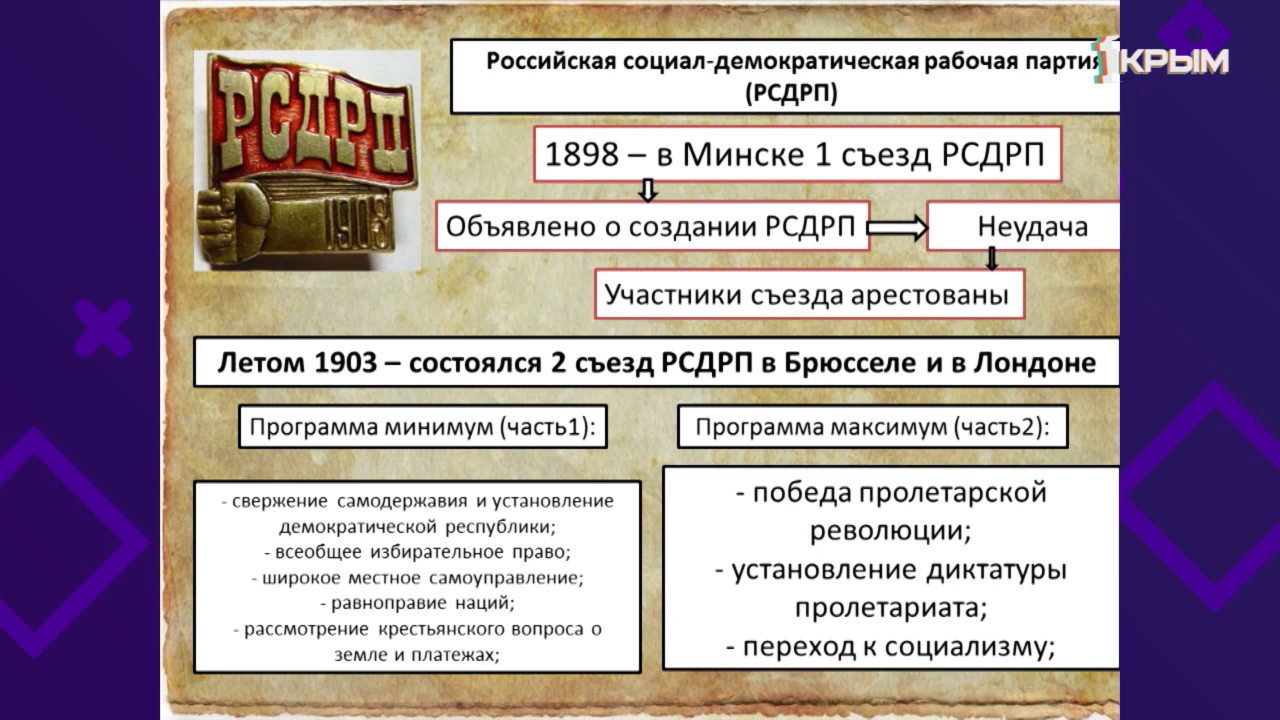 РСДРП
1903
Российская социал-демократическая рабочая партия
(РСДРП)
1КРЫМ
1898 – в Минске 1 съезд РСДРП
Объявлено о создании РСДРП
Неудача
Участники съезда арестованы
Летом 1903 – состоялся 2 съезд РСДРП в Брюсселе и в Лондоне
Программа минимум (часть1):
- свержение самодержавия и установление
демократической республики;
- всеобщее избирательное право;
- широкое местное самоуправление;
- равноправие наций;
- рассмотрение крестьянского вопроса о
земле и платежах;
Программа максимум (часть2):
- победа пролетарской
революции;
- установление диктатуры
пролетариата;
- переход к социализму;